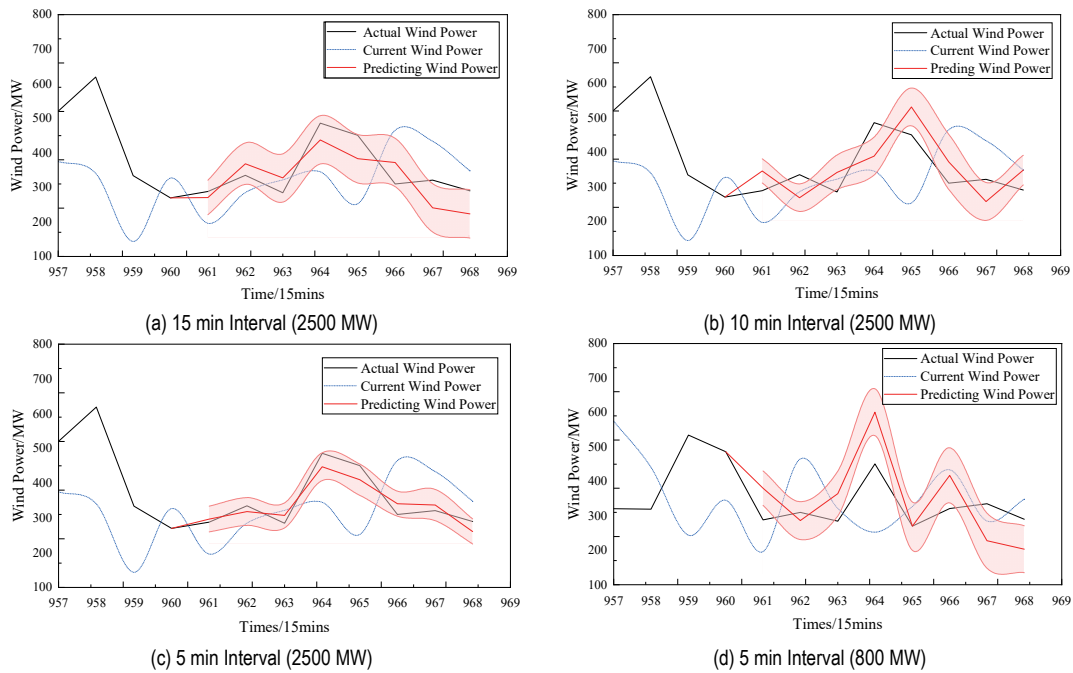 800
700
600
500
400
300
200
100
Wind Power/MW
Actual Wind Power
Current Wind Power
Predicting Wind Power
957 958 959 960 961 962 963 964 965 966 967 968 969
Time/15mins
(a) 15 min Interval (2500 MW)
800
700
600
500
400
300
200
100
Wind Power/MW
Actual Wind Power
Current Wind Power
Preding Wind Power
957 958 959 960 961 962 963 964 965 966 967 968 969
Time/15mins
(b) 10 min Interval (2500 MW)
800
700
600
500
400
300
200
100
Wind Power/MW
Actual Wind Power
Current Wind Power
Predicting Wind Power
957 958 959 960 961 962 963 964 965 966 967 968 969
Times/15mins
(c) 5 min Interval (2500 MW)
800
700
600
500
400
300
200
100
Wind Power/MW
Actual Wind Power
Current Wind Power
Predicting Wind Power
957 958 959 960 961 962 963 964 965 966 967 968 969
Time/15mins
(d) 5 min Interval (800 MW)